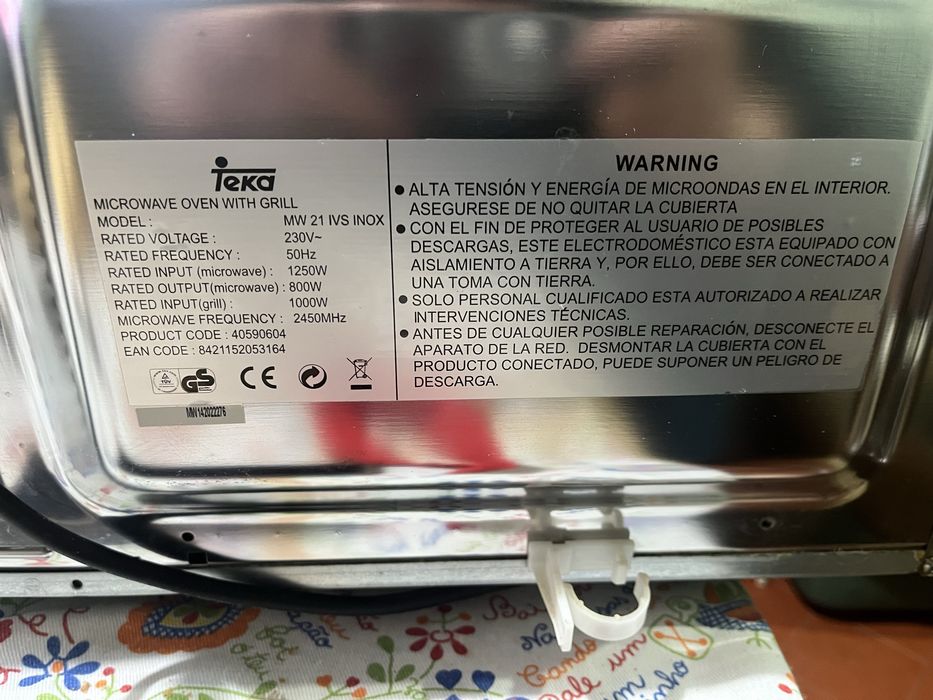 Teka
MICROWAVE OVEN WITH GRILL
MODEL : MW 21 IVS INOX
RATED VOLTAGE : 230V~
RATED FREQUENCY : 50Hz
RATED INPUT (microwave) : 1250W
RATED OUTPUT(microwave) : 800W
RATED INPUT(grill) : 1000W
MICROWAVE FREQUENCY : 2450MHz
PRODUCT CODE : 40590604
EAN CODE : 8421152053164
TÜV GS CE
MW142022276
WARNING
● ALTA TENSIÓN Y ENERGÍA DE MICROONDAS EN EL INTERIOR.
ASEGURESE DE NO QUITAR LA CUBIERTA
● CON EL FIN DE PROTEGER AL USUARIO DE POSIBLES
DESCARGAS, ESTE ELECTRODOMÉSTICO ESTA EQUIPADO CON
AISLAMIENTO A TIERRA Y, POR ELLO, DEBE SER CONECTADO A
UNA TOMA CON TIERRA.
● SOLO PERSONAL CUALIFICADO ESTA AUTORIZADO A REALIZAR
INTERVENCIONES TÉCNICAS.
● ANTES DE CUALQUIER POSIBLE REPARACIÓN, DESCONECTE EL
APARATO DE LA RED. DESMONTAR LA CUBIERTA CON EL
PRODUCTO CONECTADO, PUEDE SUPONER UN PELIGRO DE
DESCARGA.
um